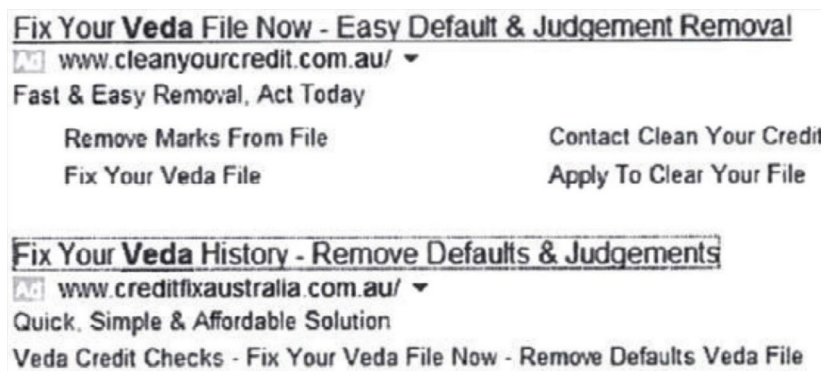 Fix Your Veda File Now - Easy Default & Judgement Removal
Ad www.cleanyourcredit.com.au/
Fast & Easy Removal, Act Today
Remove Marks From File Contact Clean Your Credit
Fix Your Veda File Apply To Clear Your File
Fix Your Veda History - Remove Defaults & Judgements
Ad www.creditfixaustralia.com.au/
Quick, Simple & Affordable Solution
Veda Credit Checks - Fix Your Veda File Now - Remove Defaults Veda File